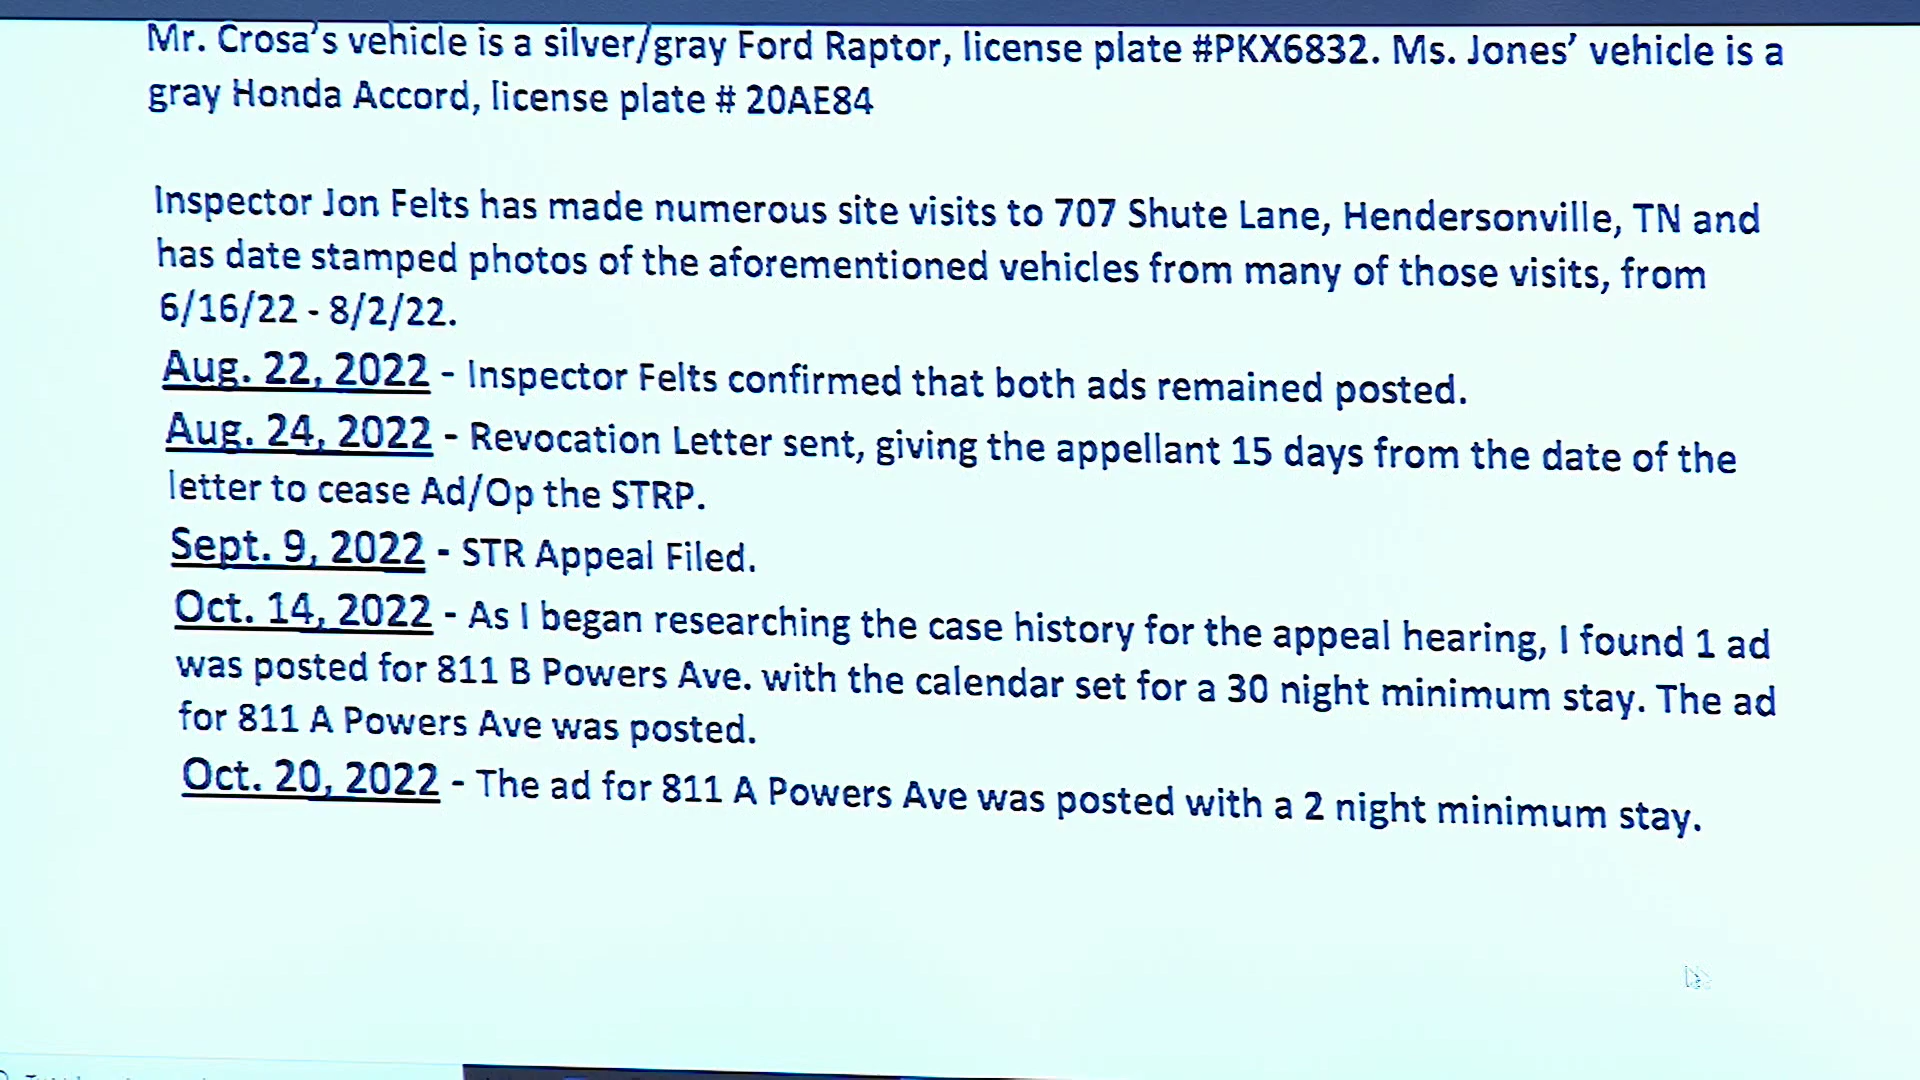 Mr. Crosa's vehicle is a silver/gray Ford Raptor, license plate #PKX6832. Ms. Jones' vehicle is a
gray Honda Accord, license plate # 20AE84
Inspector Jon Felts has made numerous site visits to 707 Shute Lane, Hendersonville, TN and
has date stamped photos of the aforementioned vehicles from many of those visits, from
6/16/22 - 8/2/22.
Aug. 22, 2022 - Inspector Felts confirmed that both ads remained posted.
Aug. 24, 2022 - Revocation Letter sent, giving the appellant 15 days from the date of the
letter to cease Ad/Op the STRP.
Sept. 9, 2022 - STR Appeal Filed.
Oct. 14, 2022 - As I began researching the case history for the appeal hearing, I found 1 ad
was posted for 811 B Powers Ave. with the calendar set for a 30 night minimum stay. The ad
for 811 A Powers Ave was posted.
Oct. 20, 2022 - The ad for 811 A Powers Ave was posted with a 2 night minimum stay.